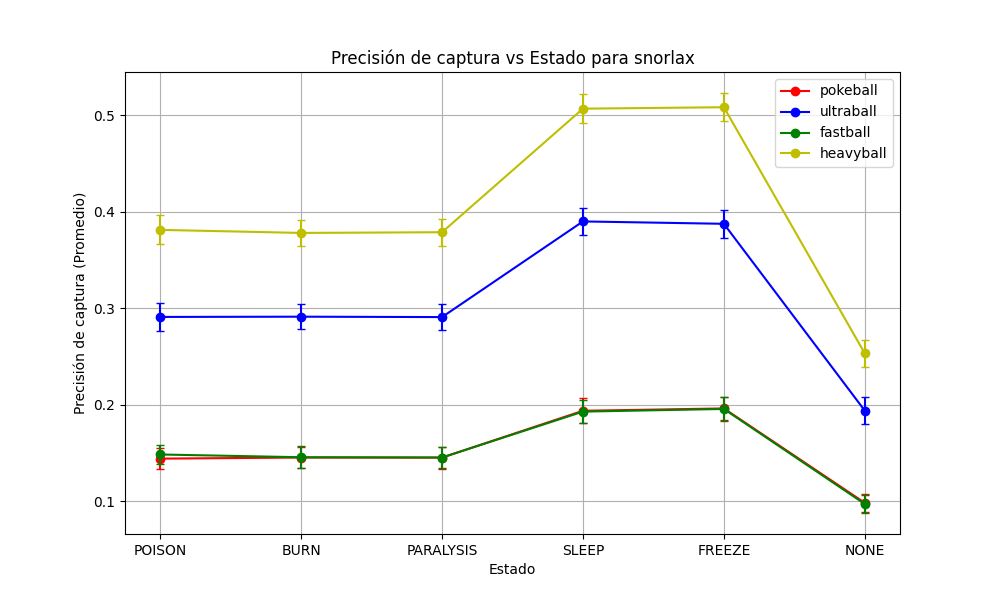 Precisión de captura vs Estado para snorlax
pokeball
ultraball
fastball
heavyball
Precisión de captura (Promedio)
0.5
0.4
0.3
0.2
0.1
POISON
BURN
PARALYSIS
SLEEP
FREEZE
NONE
Estado